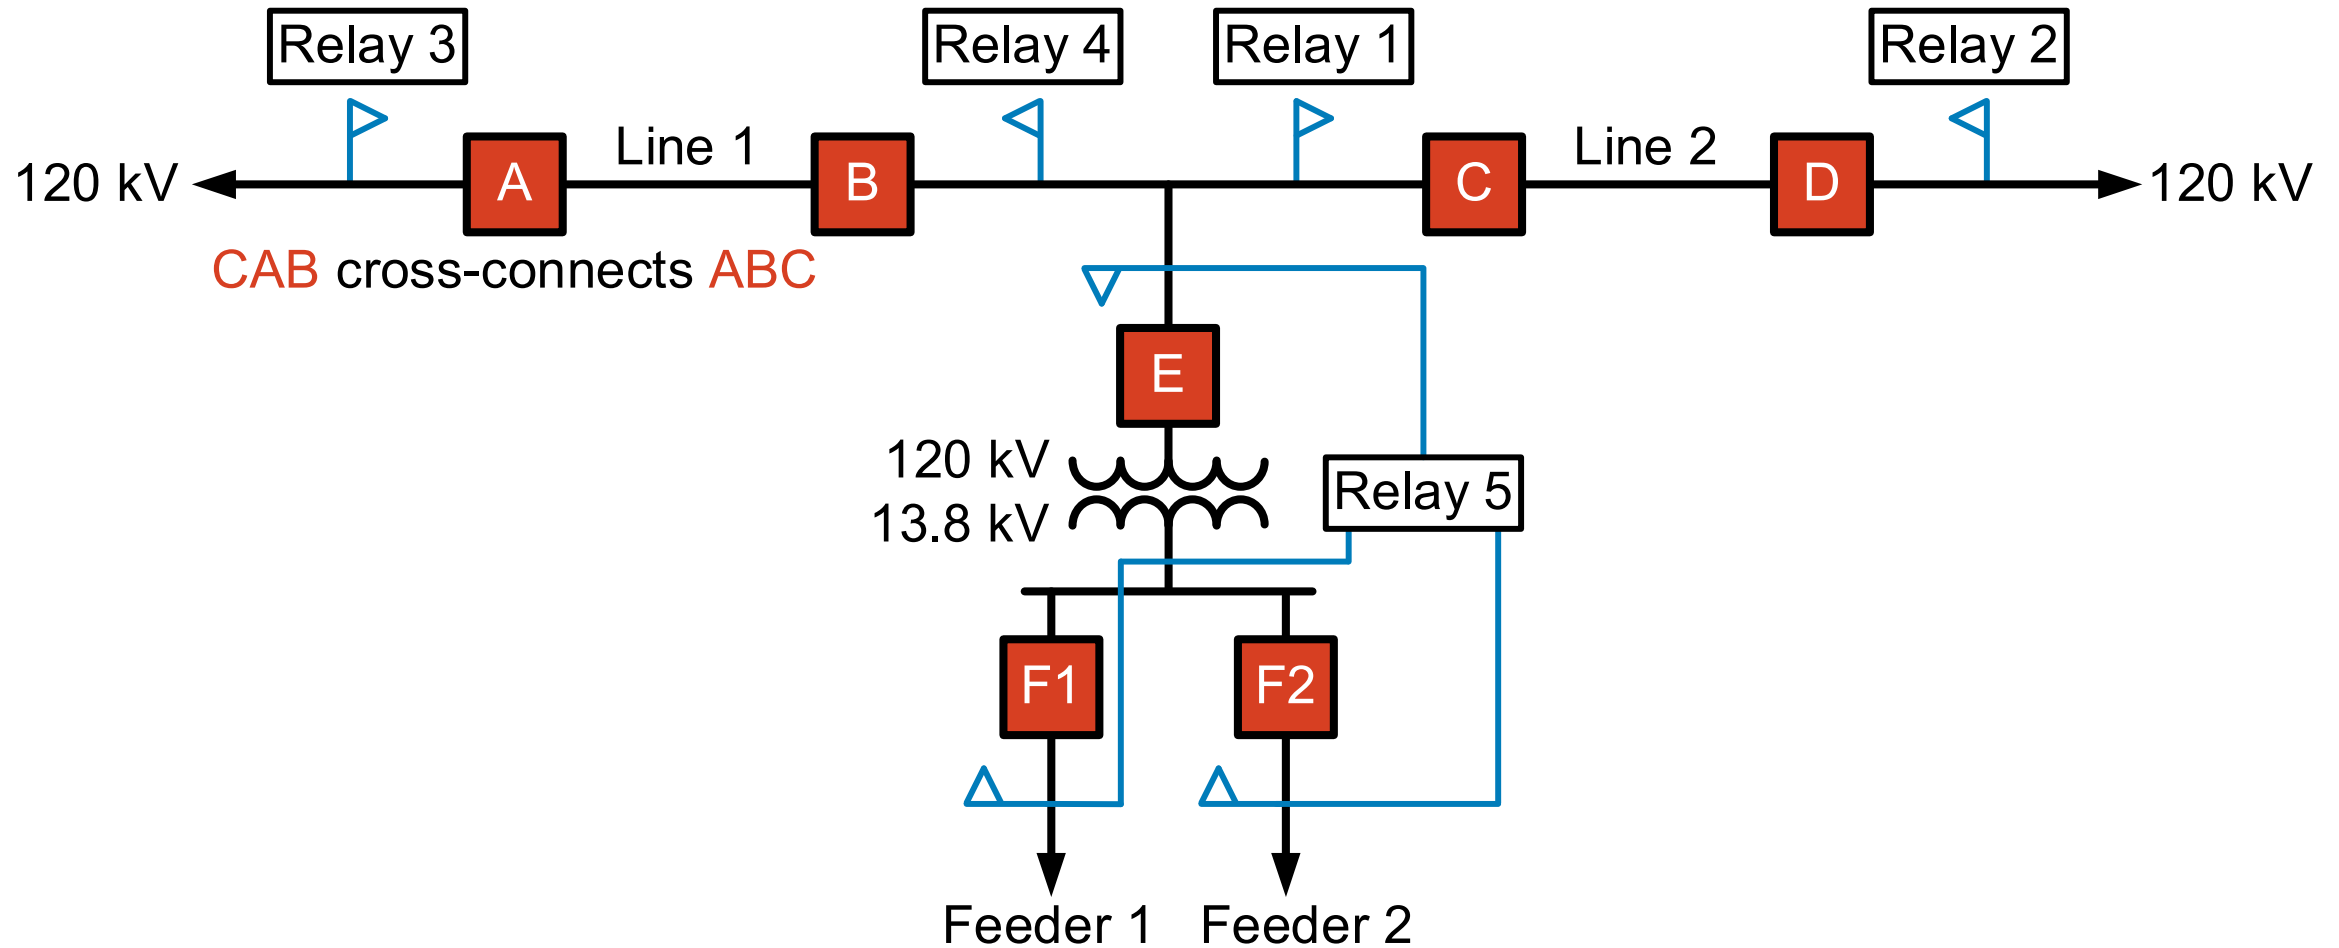 Relay 3
Relay 4
Relay 1
Relay 2
120 kV
A
Line 1
B
C
Line 2
D
120 kV
CAB cross-connects ABC
E
120 kV
13.8 kV
Relay 5
F1
F2
Feeder 1
Feeder 2